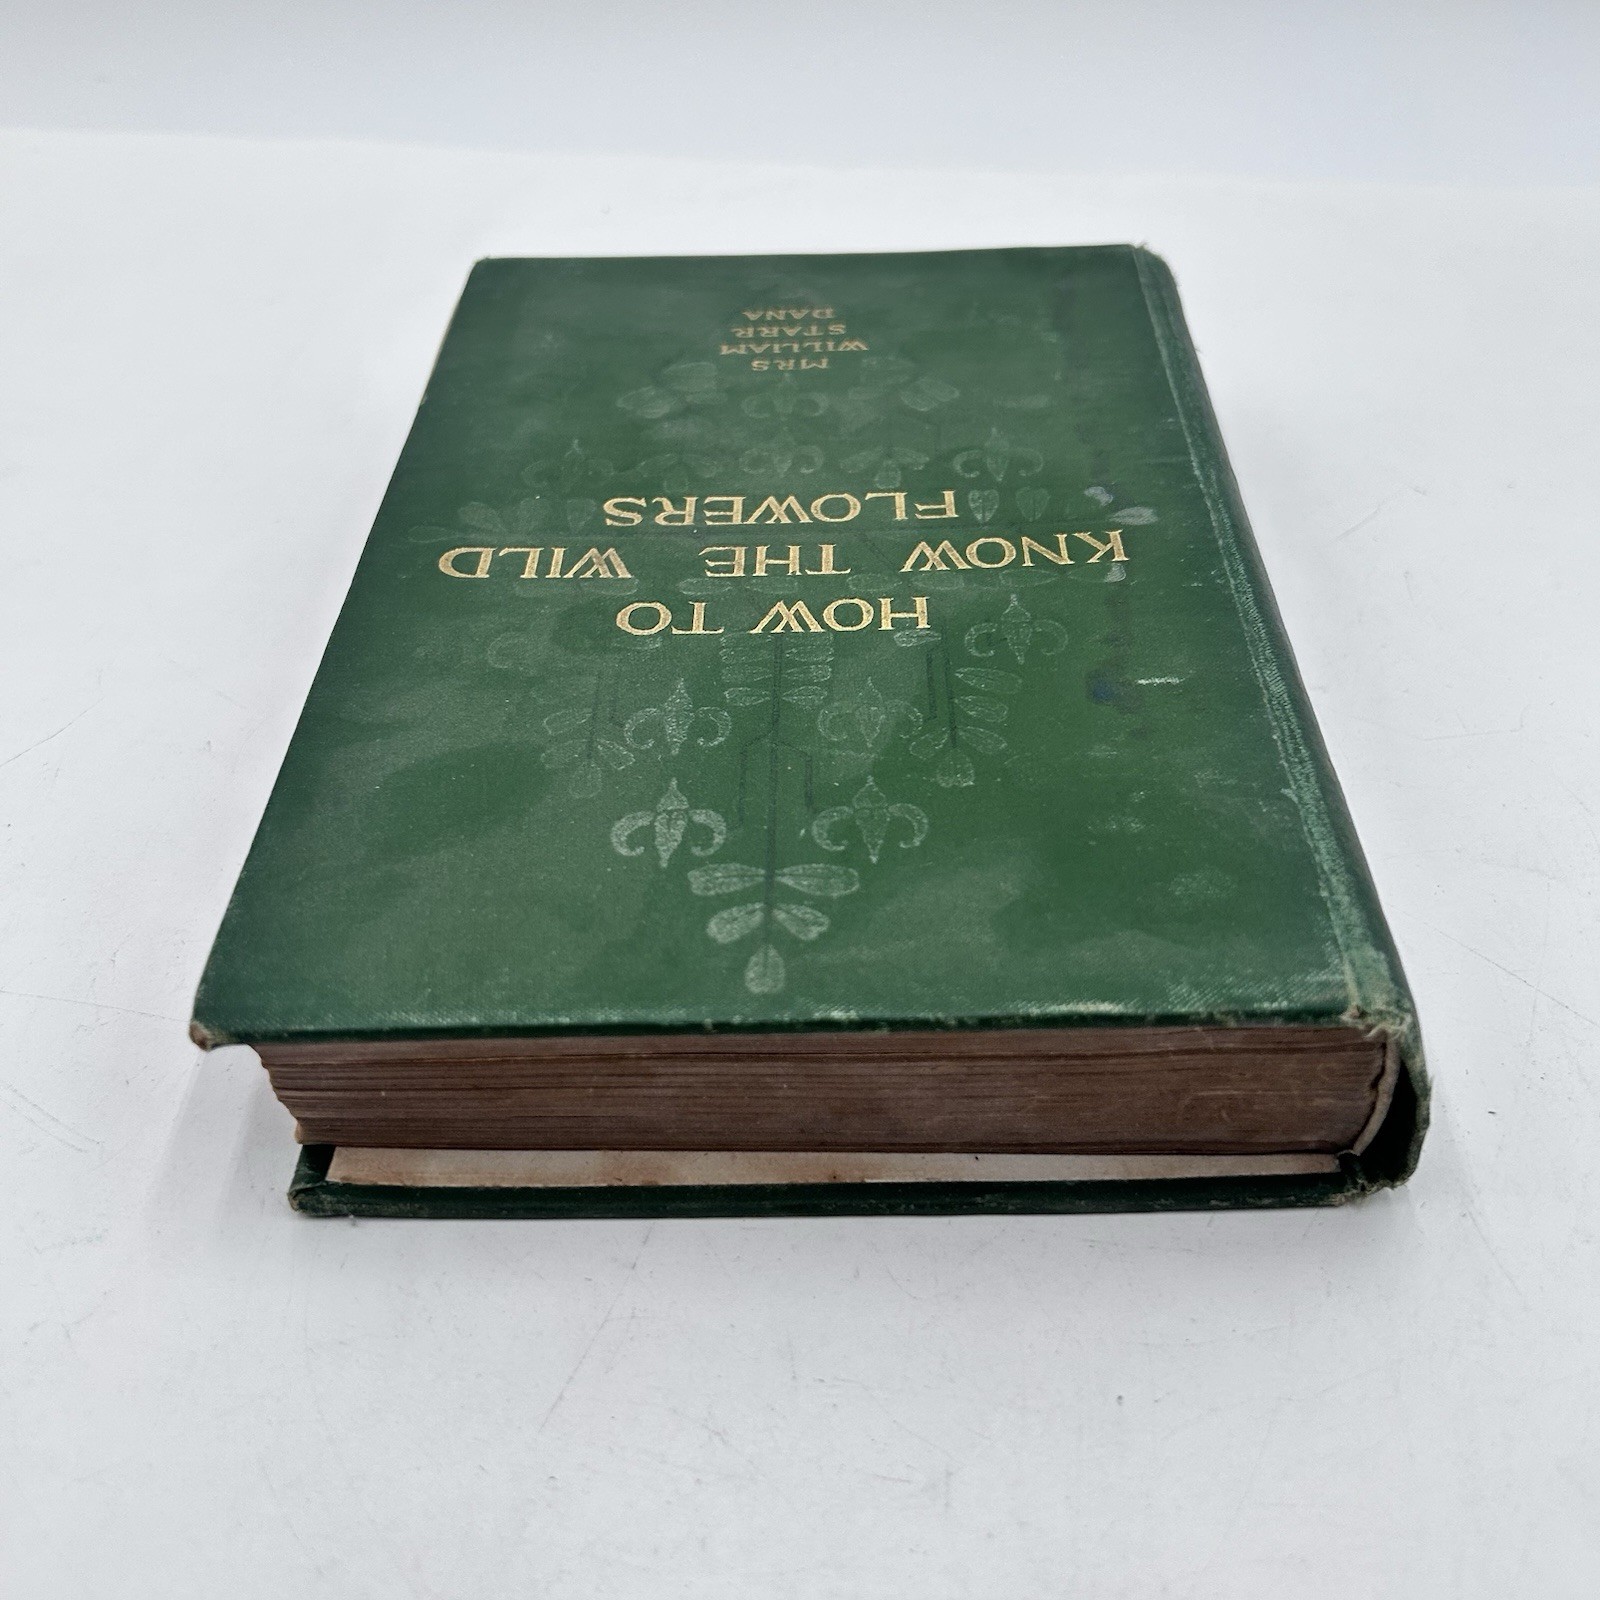 HOW TO
KNOW THE WILD
FLOWERS
MRS
WILLIAM
STARR
DANA